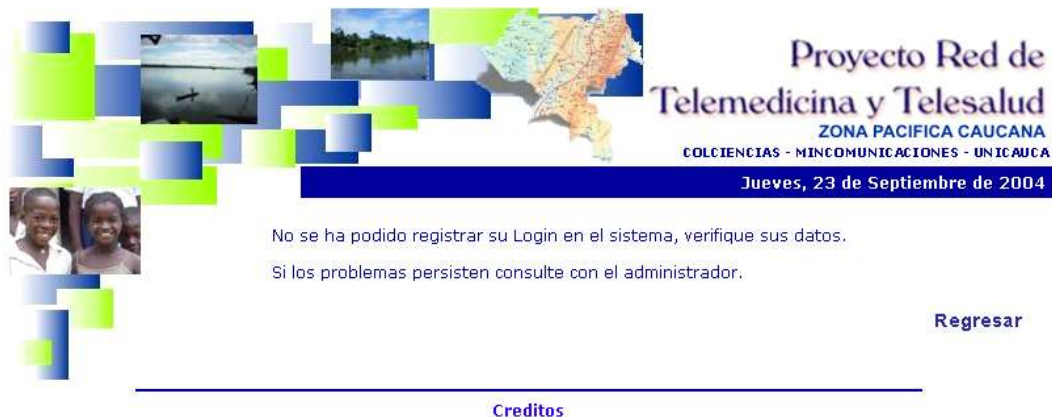 Proyecto Red de
Telemedicina y Telesalud
ZONA PACIFICA CAUCANA
COLCIENCIAS - MINCOMUNICACIONES - UNICAUCA
Jueves, 23 de Septiembre de 2004
No se ha podido registrar su Login en el sistema, verifique sus datos.
Si los problemas persisten consulte con el administrador.
Regresar
Creditos